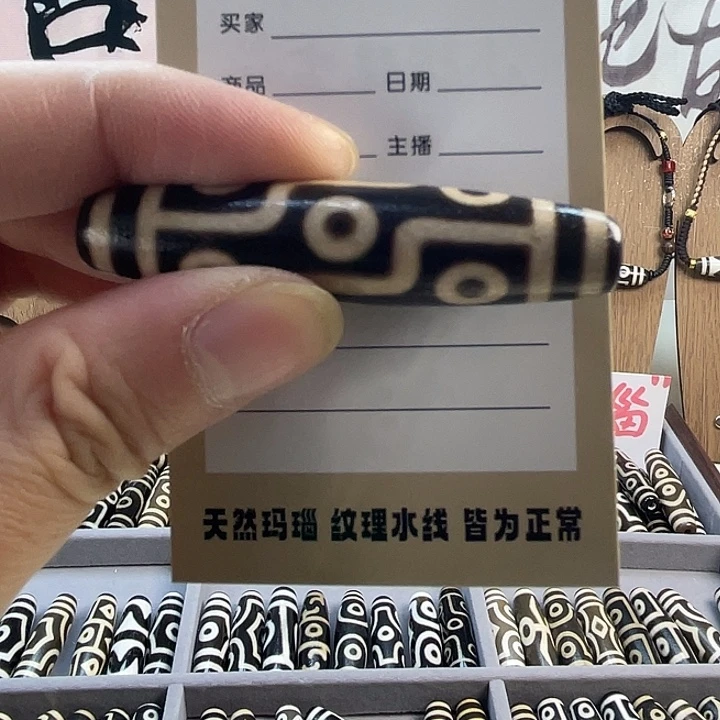 买家
商品 日期
主播
天然玛瑙 纹理水线 皆为正常